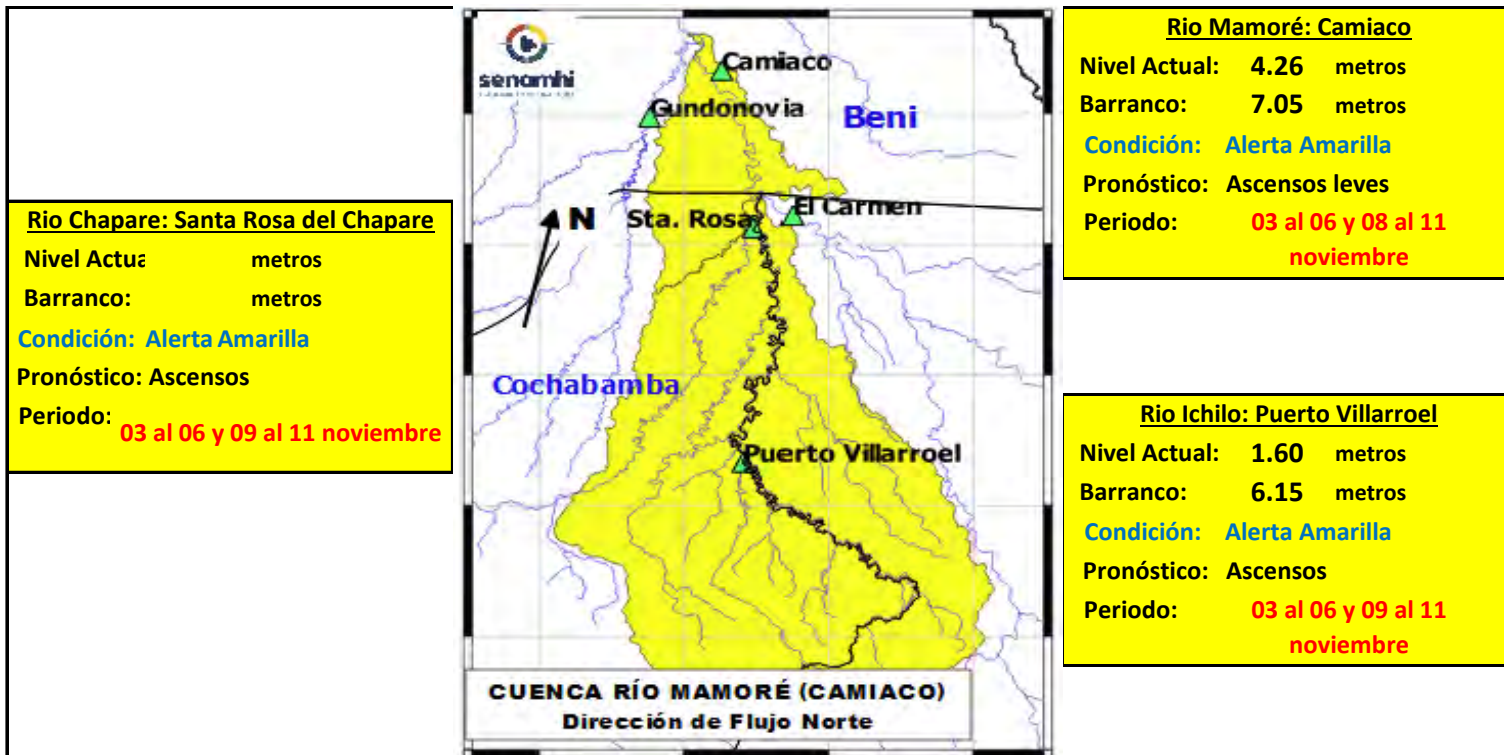 Rio Chapare: Santa Rosa del Chapare
Nivel Actua metros
Barranco: metros
Condición: Alerta Amarilla
Pronóstico: Ascensos
Periodo:
03 al 06 y 09 al 11 noviembre
senamhi
Camiaco
Gundonovia
Beni
El Carmen
N
Sta. Rosa
Cochabamba
Puerto Villarroel
CUENCA RÍO MAMORÉ (CAMIACO)
Dirección de Flujo Norte
Rio Mamoré: Camiaco
Nivel Actual: 4.26 metros
Barranco: 7.05 metros
Condición: Alerta Amarilla
Pronóstico: Ascensos leves
Periodo: 03 al 06 y 08 al 11
noviembre
Rio Ichilo: Puerto Villarroel
Nivel Actual: 1.60 metros
Barranco: 6.15 metros
Condición: Alerta Amarilla
Pronóstico: Ascensos
Periodo: 03 al 06 y 09 al 11
noviembre